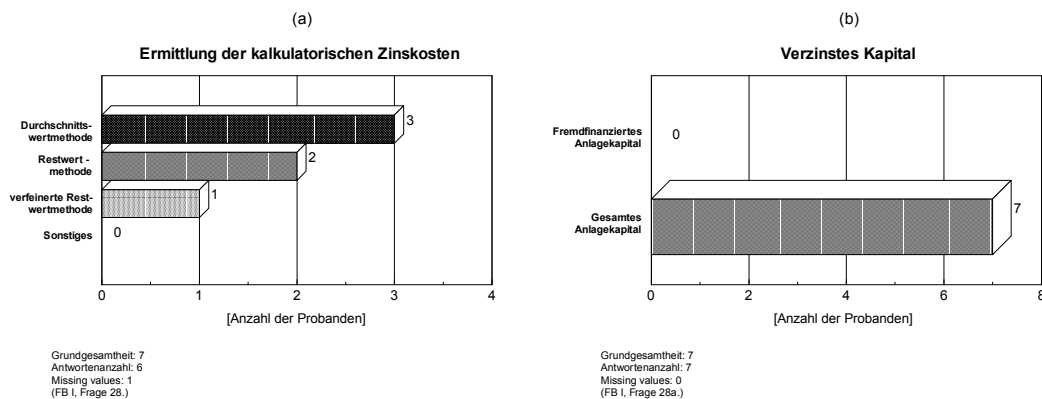 (a)
Ermittlung der kalkulatorischen Zinskosten
Durchschnitts-
wertmethode
3
Restwert -
methode
2
verfeinerte Rest-
wertmethode
1
Sonstiges
0
0 1 2 3 4
[Anzahl der Probanden]
Grundgesamtheit: 7
Antwortenanzahl: 6
Missing values: 1
(FB I, Frage 28.)
(b)
Verzinstes Kapital
Fremdfinanziertes
Anlagekapital
0
Gesamtes
Anlagekapital
7
0 2 4 6 8
[Anzahl der Probanden]
Grundgesamtheit: 7
Antwortenanzahl: 7
Missing values: 0
(FB I, Frage 28a.)